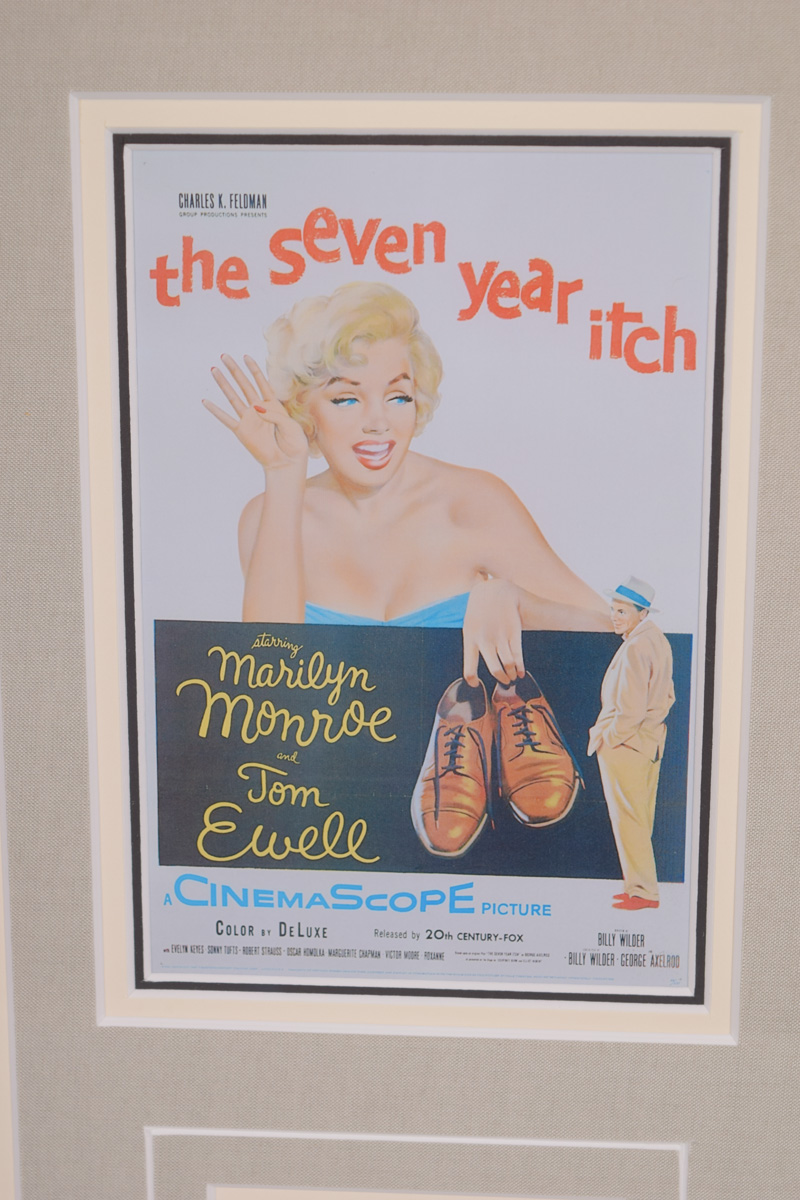 CHARLES K. FELDMAN
GROUP PRODUCTIONS PRESENTS
the seven year itch
starring
Marilyn
Monroe
and
Tom
Ewell
A CINEMASCOPE PICTURE
COLOR BY DELUXE
Released by 20th CENTURY-FOX
BILLY WILDER
BILLY WILDER · GEORGE AXELROD
with EVELYN KEYES · SONNY TUFTS · ROBERT STRAUSS · OSCAR HOMOLKA · MARGUERITE CHAPMAN · VICTOR MOORE · ROXANNE